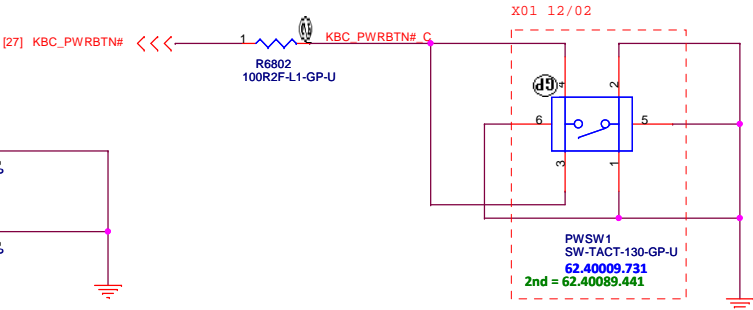 X01 12/02
[27] KBC_PWRBTN#
1
KBC_PWRBTN#_C
R6802
100R2F-L1-GP-U
GP
4
2
6
5
3
1
PWSW1
SW-TACT-130-GP-U
62.40009.731
2nd = 62.40089.441